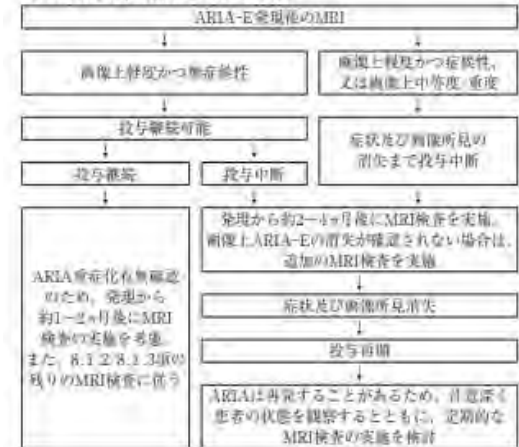 ARIA-E発現後のMRI
画像上軽度かつ無症候性
画像上軽度かつ症候性、
又は画像上中等度/重度
投与継続可能
症状及び画像所見の
消失まで投与中断
投与継続
投与中断
ARIA重症化有無確認
のため、発現から
約1~2ヵ月後にMRI
検査の実施を考慮。
また、8.1.2/8.1.3項の
残りのMRI検査に従う
発現から約2~4ヵ月後にMRI検査を実施。
画像上ARIA-Eの消失が確認されない場合は、
追加のMRI検査を実施
症状及び画像所見消失
投与再開
ARIAは再発することがあるため、注意深く
患者の状態を観察するとともに、定期的な
MRI検査の実施を検討